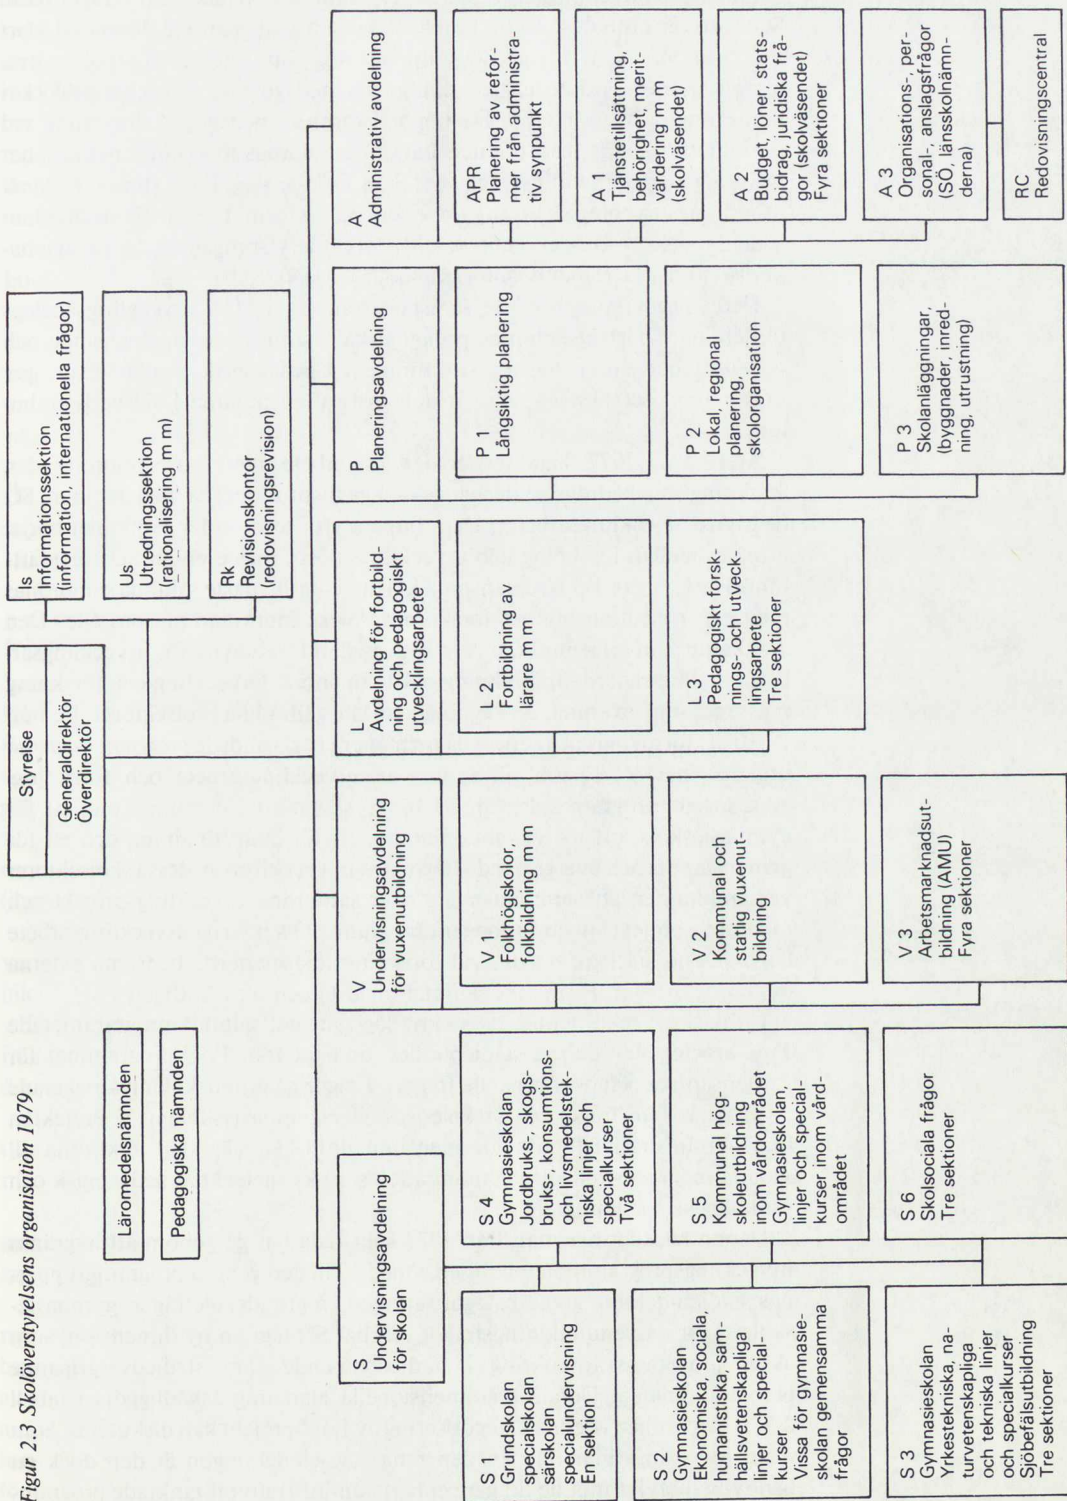 Figur 2.3 Skolöverstyrelsens organisation 1979.
Styrelse
Generaldirektör
Överdirektör
Is
Informationssektion
(information, internationella frågor)
Us
Utredningssektion
(rationalisering m m)
Rk
Revisionskontor
(redovisningsrevision)
Läromedelsnämnden
Pedagogiska nämnden
S
Undervisningsavdelning
för skolan
S 1
Grundskolan
specialskolan
särskolan
specialundervisning
En sektion
S 2
Gymnasieskolan
Ekonomiska, sociala,
humanistiska, sam-
hällsvetenskapliga
linjer och special-
kurser
Vissa för gymnasie-
skolan gemensamma
frågor
S 3
Gymnasieskolan
Yrkestekniska, na-
turvetenskapliga
och tekniska linjer
och specialkurser
Sjöbefälsutbildning
Tre sektioner
S 4
Gymnasieskolan
Jordbruks-, skogs-
bruks-, konsumtions-
och livsmedelstek-
niska linjer och
specialkurser
Två sektioner
S 5
Kommunal hög-
skoleutbildning
inom vårdområdet
Gymnasieskolan,
linjer och special-
kurser inom vård-
området
S 6
Skolsociala frågor
Tre sektioner
V
Undervisningsavdelning
för vuxenutbildning
V 1
Folkhögskolor,
folkbildning m m
V 2
Kommunal och
statlig vuxenut-
bildning
V 3
Arbetsmarknadsut-
bildning (AMU)
Fyra sektioner
L
Avdelning för fortbild-
ning och pedagogiskt
utvecklingsarbete
L 2
Fortbildning av
lärare m m
L 3
Pedagogiskt forsk-
nings- och utveck-
lingsarbete
Tre sektioner
P
Planeringsavdelning
P 1
Långsiktig planering
P 2
Lokal, regional
planering,
skolorganisation
P 3
Skolanläggningar,
(byggnader, inred-
ning, utrustning)
A
Administrativ avdelning
APR
Planering av refor-
mer från administra-
tiv synpunkt
A 1
Tjänstetillsättning,
behörighet, merit-
värdering m m
(skolväsendet)
A 2
Budget, löner, stats-
bidrag, juridiska frå-
gor (skolväsendet)
Fyra sektioner
A 3
Organisations-, per-
sonal-, anslagsfrågor
(SÖ, länsskolnämn-
derna)
RC
Redovisningscentral